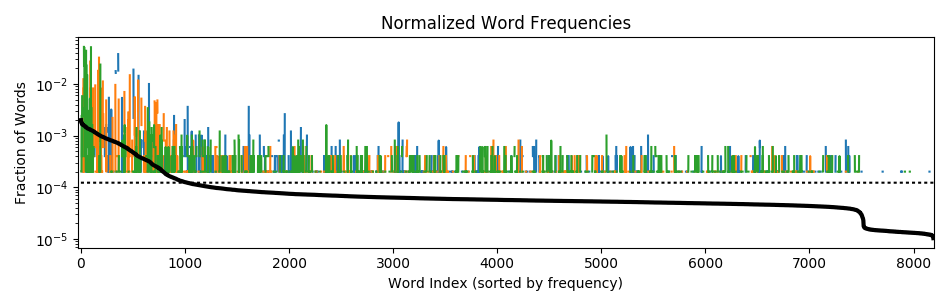 Normalized Word Frequencies
Fraction of Words
10⁻²
10⁻³
10⁻⁴
10⁻⁵
0 1000 2000 3000 4000 5000 6000 7000 8000
Word Index (sorted by frequency)